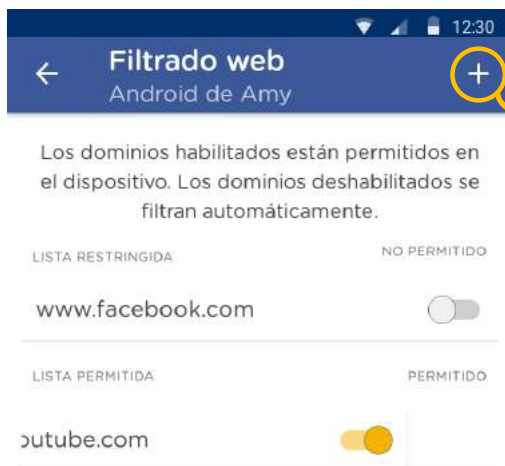 12:30
Filtrado web
Android de Amy
Los dominios habilitados están permitidos en
el dispositivo. Los dominios deshabilitados se
filtran automáticamente.
LISTA RESTRINGIDA NO PERMITIDO
www.facebook.com
LISTA PERMITIDA PERMITIDO
outube.com